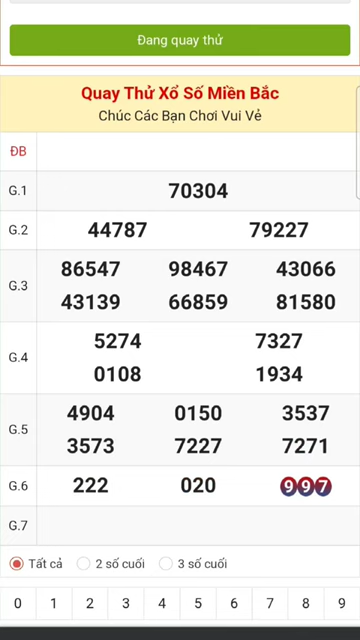 Đang quay thử
Quay Thử Xổ Số Miền Bắc
Chúc Các Bạn Chơi Vui Vẻ
ĐB
G.1 70304
G.2 44787 79227
G.3 86547 98467 43066
43139 66859 81580
G.4 5274 7327
0108 1934
G.5 4904 0150 3537
3573 7227 7271
G.6 222 020 997
G.7
Tất cả 2 số cuối 3 số cuối
0 1 2 3 4 5 6 7 8 9